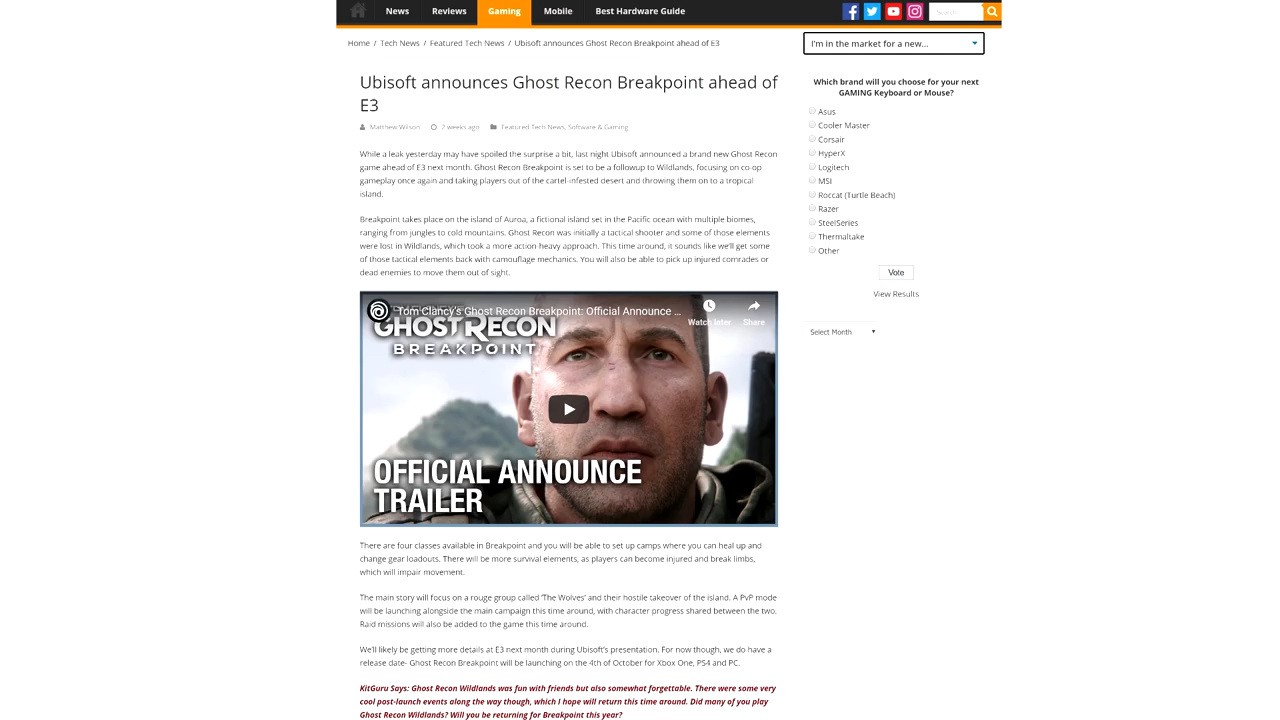 News
Reviews
Gaming
Mobile
Best Hardware Guide
Home / Tech News / Featured Tech News / Ubisoft announces Ghost Recon Breakpoint ahead of E3
I'm in the market for a new...
Ubisoft announces Ghost Recon Breakpoint ahead of
E3
Matthew Wilson
2 weeks ago
Featured Tech News, Software & Gaming
While a leak yesterday may have spoiled the surprise a bit, last night Ubisoft announced a brand new Ghost Recon
game ahead of E3 next month. Ghost Recon Breakpoint is set to be a followup to Wildlands, focusing on co-op
gameplay once again and taking players out of the cartel-infested desert and throwing them on to a tropical
island.
Breakpoint takes place on the island of Auroa, a fictional island set in the Pacific ocean with multiple biomes,
ranging from jungles to cold mountains. Ghost Recon was initially a tactical shooter and some of those elements
were lost in Wildlands, which took a more action-heavy approach. This time around, it sounds like we'll get some
of those tactical elements back with camouflage mechanics. You will also be able to pick up injured comrades or
dead enemies to move them out of sight.
Tom Clancy's Ghost Recon Breakpoint: Official Announce ...
Watch later
Share
GHOST RECON
BREAKPOINT
OFFICIAL ANNOUNCE
TRAILER
There are four classes available in Breakpoint and you will be able to set up camps where you can heal up and
change gear loadouts. There will be more survival elements, as players can become injured and break limbs,
which will impair movement.
The main story will focus on a rouge group called 'The Wolves' and their hostile takeover of the island. A PvP mode
will be launching alongside the main campaign this time around, with character progress shared between the two.
Raid missions will also be added to the game this time around.
We'll likely be getting more details at E3 next month during Ubisoft's presentation. For now though, we do have a
release date- Ghost Recon Breakpoint will be launching on the 4th of October for Xbox One, PS4 and PC.
KitGuru Says: Ghost Recon Wildlands was fun with friends but also somewhat forgettable. There were some very
cool post-launch events along the way though, which I hope will return this time around. Did many of you play
Ghost Recon Wildlands? Will you be returning for Breakpoint this year?
Which brand will you choose for your next
GAMING Keyboard or Mouse?
Asus
Cooler Master
Corsair
HyperX
Logitech
MSI
Roccat (Turtle Beach)
Razer
SteelSeries
Thermaltake
Other
Vote
View Results
Select Month